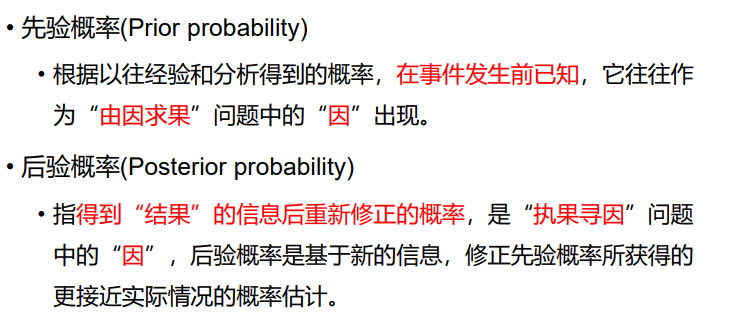 • 先验概率(Prior probability)
• 根据以往经验和分析得到的概率，在事件发生前已知，它往往作
为“由因求果”问题中的“因”出现。
• 后验概率(Posterior probability)
• 指得到“结果”的信息后重新修正的概率，是“执果寻因”问题
中的“因”，后验概率是基于新的信息，修正先验概率所获得的
更接近实际情况的概率估计。